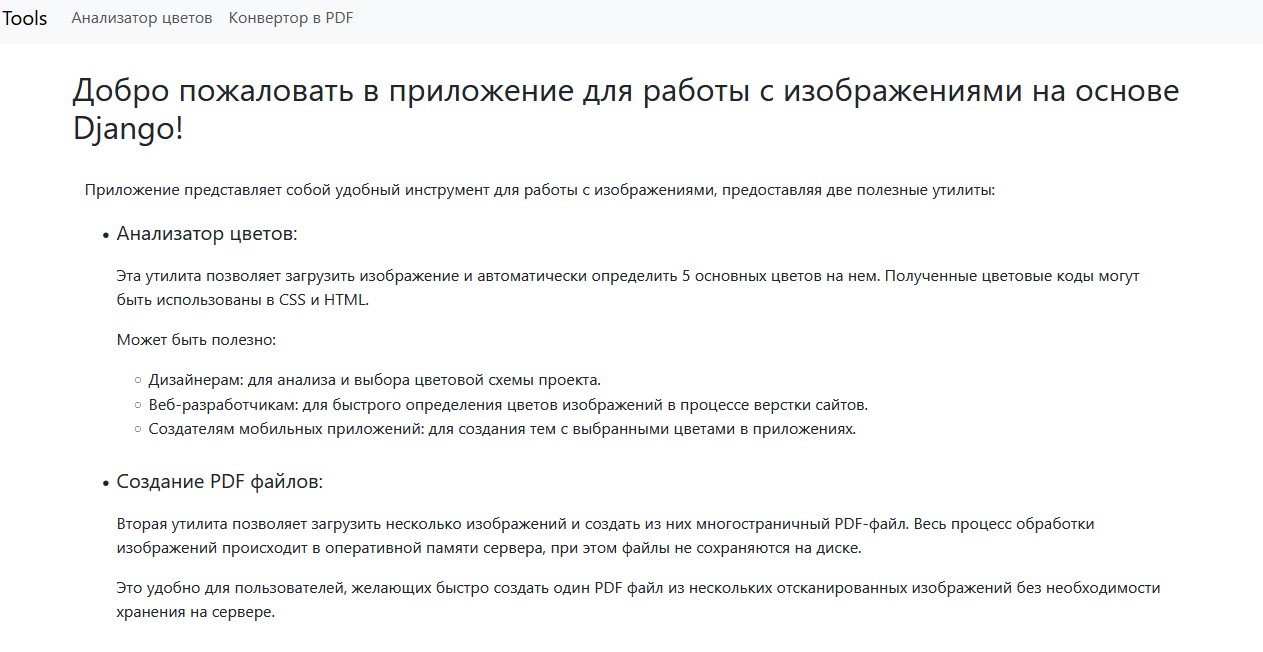 Tools Анализатор цветов Конвертор в PDF
Добро пожаловать в приложение для работы с изображениями на основе
Django!
Приложение представляет собой удобный инструмент для работы с изображениями, предоставляя две полезные утилиты:
• Анализатор цветов:
Эта утилита позволяет загрузить изображение и автоматически определить 5 основных цветов на нем. Полученные цветовые коды могут
быть использованы в CSS и HTML.
Может быть полезно:
○ Дизайнерам: для анализа и выбора цветовой схемы проекта.
○ Веб-разработчикам: для быстрого определения цветов изображений в процессе верстки сайтов.
○ Создателям мобильных приложений: для создания тем с выбранными цветами в приложениях.
• Создание PDF файлов:
Вторая утилита позволяет загрузить несколько изображений и создать из них многостраничный PDF-файл. Весь процесс обработки
изображений происходит в оперативной памяти сервера, при этом файлы не сохраняются на диске.
Это удобно для пользователей, желающих быстро создать один PDF файл из нескольких отсканированных изображений без необходимости
хранения на сервере.